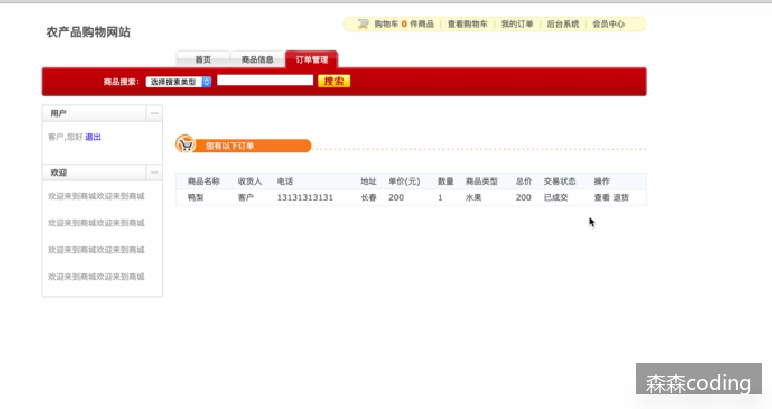 农产品购物网站
购物车 0 件商品 | 查看购物车 | 我的订单 | 后台系统 | 会员中心
首页 商品信息 订单管理
商品搜索: 选择搜索类型 搜索
用户
客户,您好 退出
您有以下订单
欢迎
欢迎来到商城欢迎来到商城
欢迎来到商城欢迎来到商城
欢迎来到商城欢迎来到商城
欢迎来到商城欢迎来到商城
商品名称 收货人 电话 地址 单价(元) 数量 商品类型 总价 交易状态 操作
鸭梨 客户 13131313131 长春 200 1 水果 200 已成交 查看 退货
森森coding